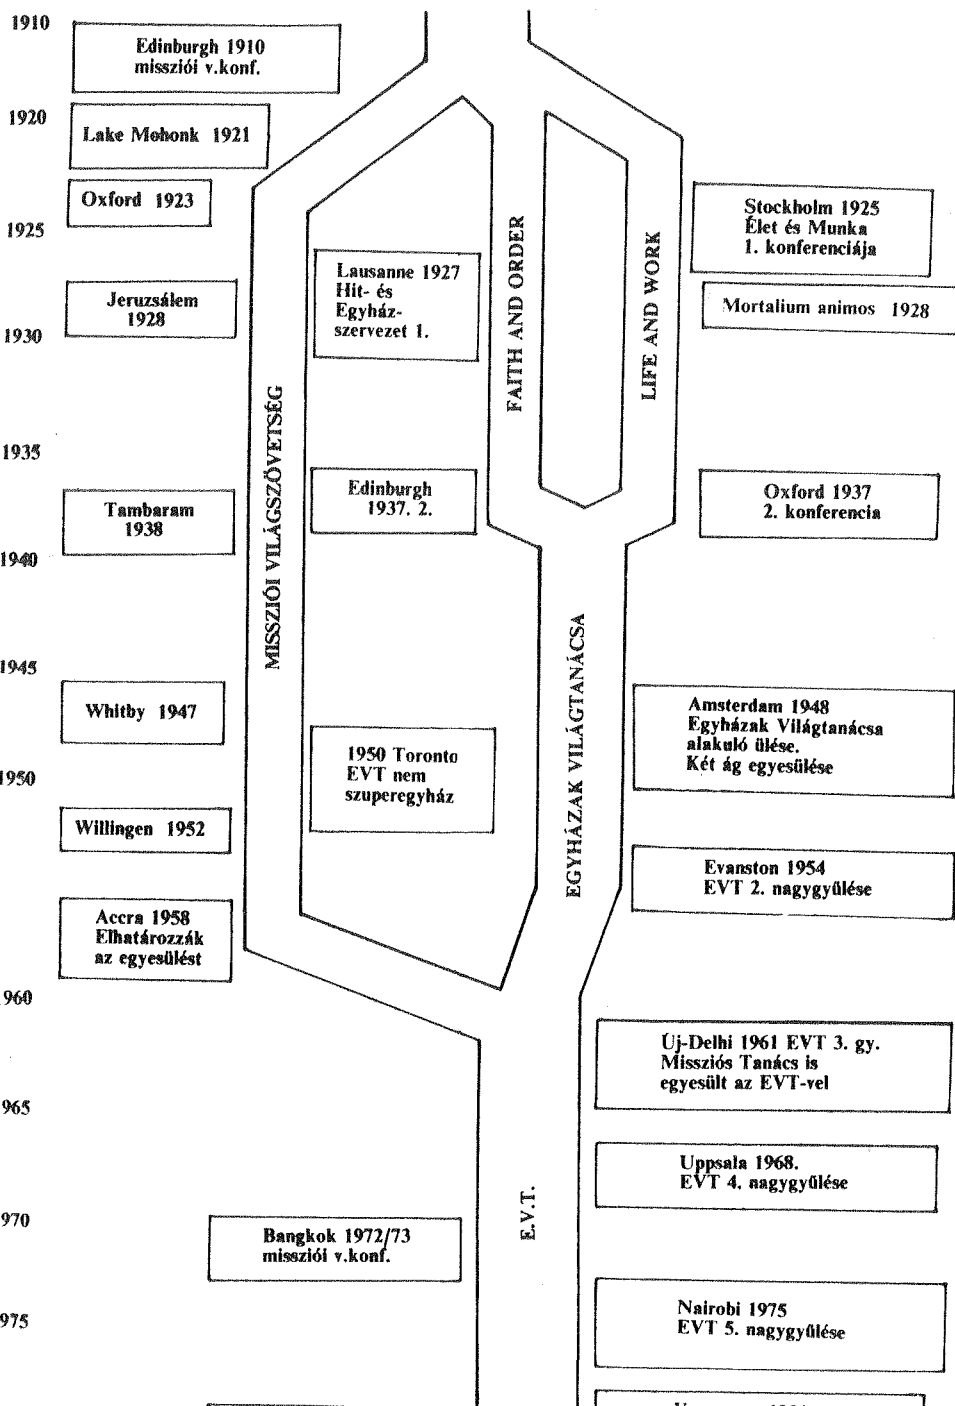 1910
Edinburgh 1910
missziói v.konf.
1920
Lake Mohonk 1921
Oxford 1923
1925
Stockholm 1925
Élet és Munka
1. konferenciája
Lausanne 1927
Hit- és
Egyház-
szervezet 1.
FAITH AND ORDER
LIFE AND WORK
Jeruzsálem
1928
Mortalium animos 1928
1930
MISSZIÓI VILÁGSZÖVETSÉG
1935
Tambaram
1938
Edinburgh
1937. 2.
Oxford 1937
2. konferencia
1940
EGYHÁZAK VILÁGTANÁCSA
1945
Whitby 1947
Amsterdam 1948
Egyházak Világtanácsa
alakuló ülése.
Két ág egyesülése
1950 Toronto
EVT nem
szuperegyház
1950
Willingen 1952
Evanston 1954
EVT 2. nagygyűlése
Accra 1958
Elhatározzák
az egyesülést
960
Új-Delhi 1961 EVT 3. gy.
Missziós Tanács is
egyesült az EVT-vel
965
Uppsala 1968.
EVT 4. nagygyűlése
E.V.T.
970
Bangkok 1972/73
missziói v.konf.
Nairobi 1975
EVT 5. nagygyűlése
975